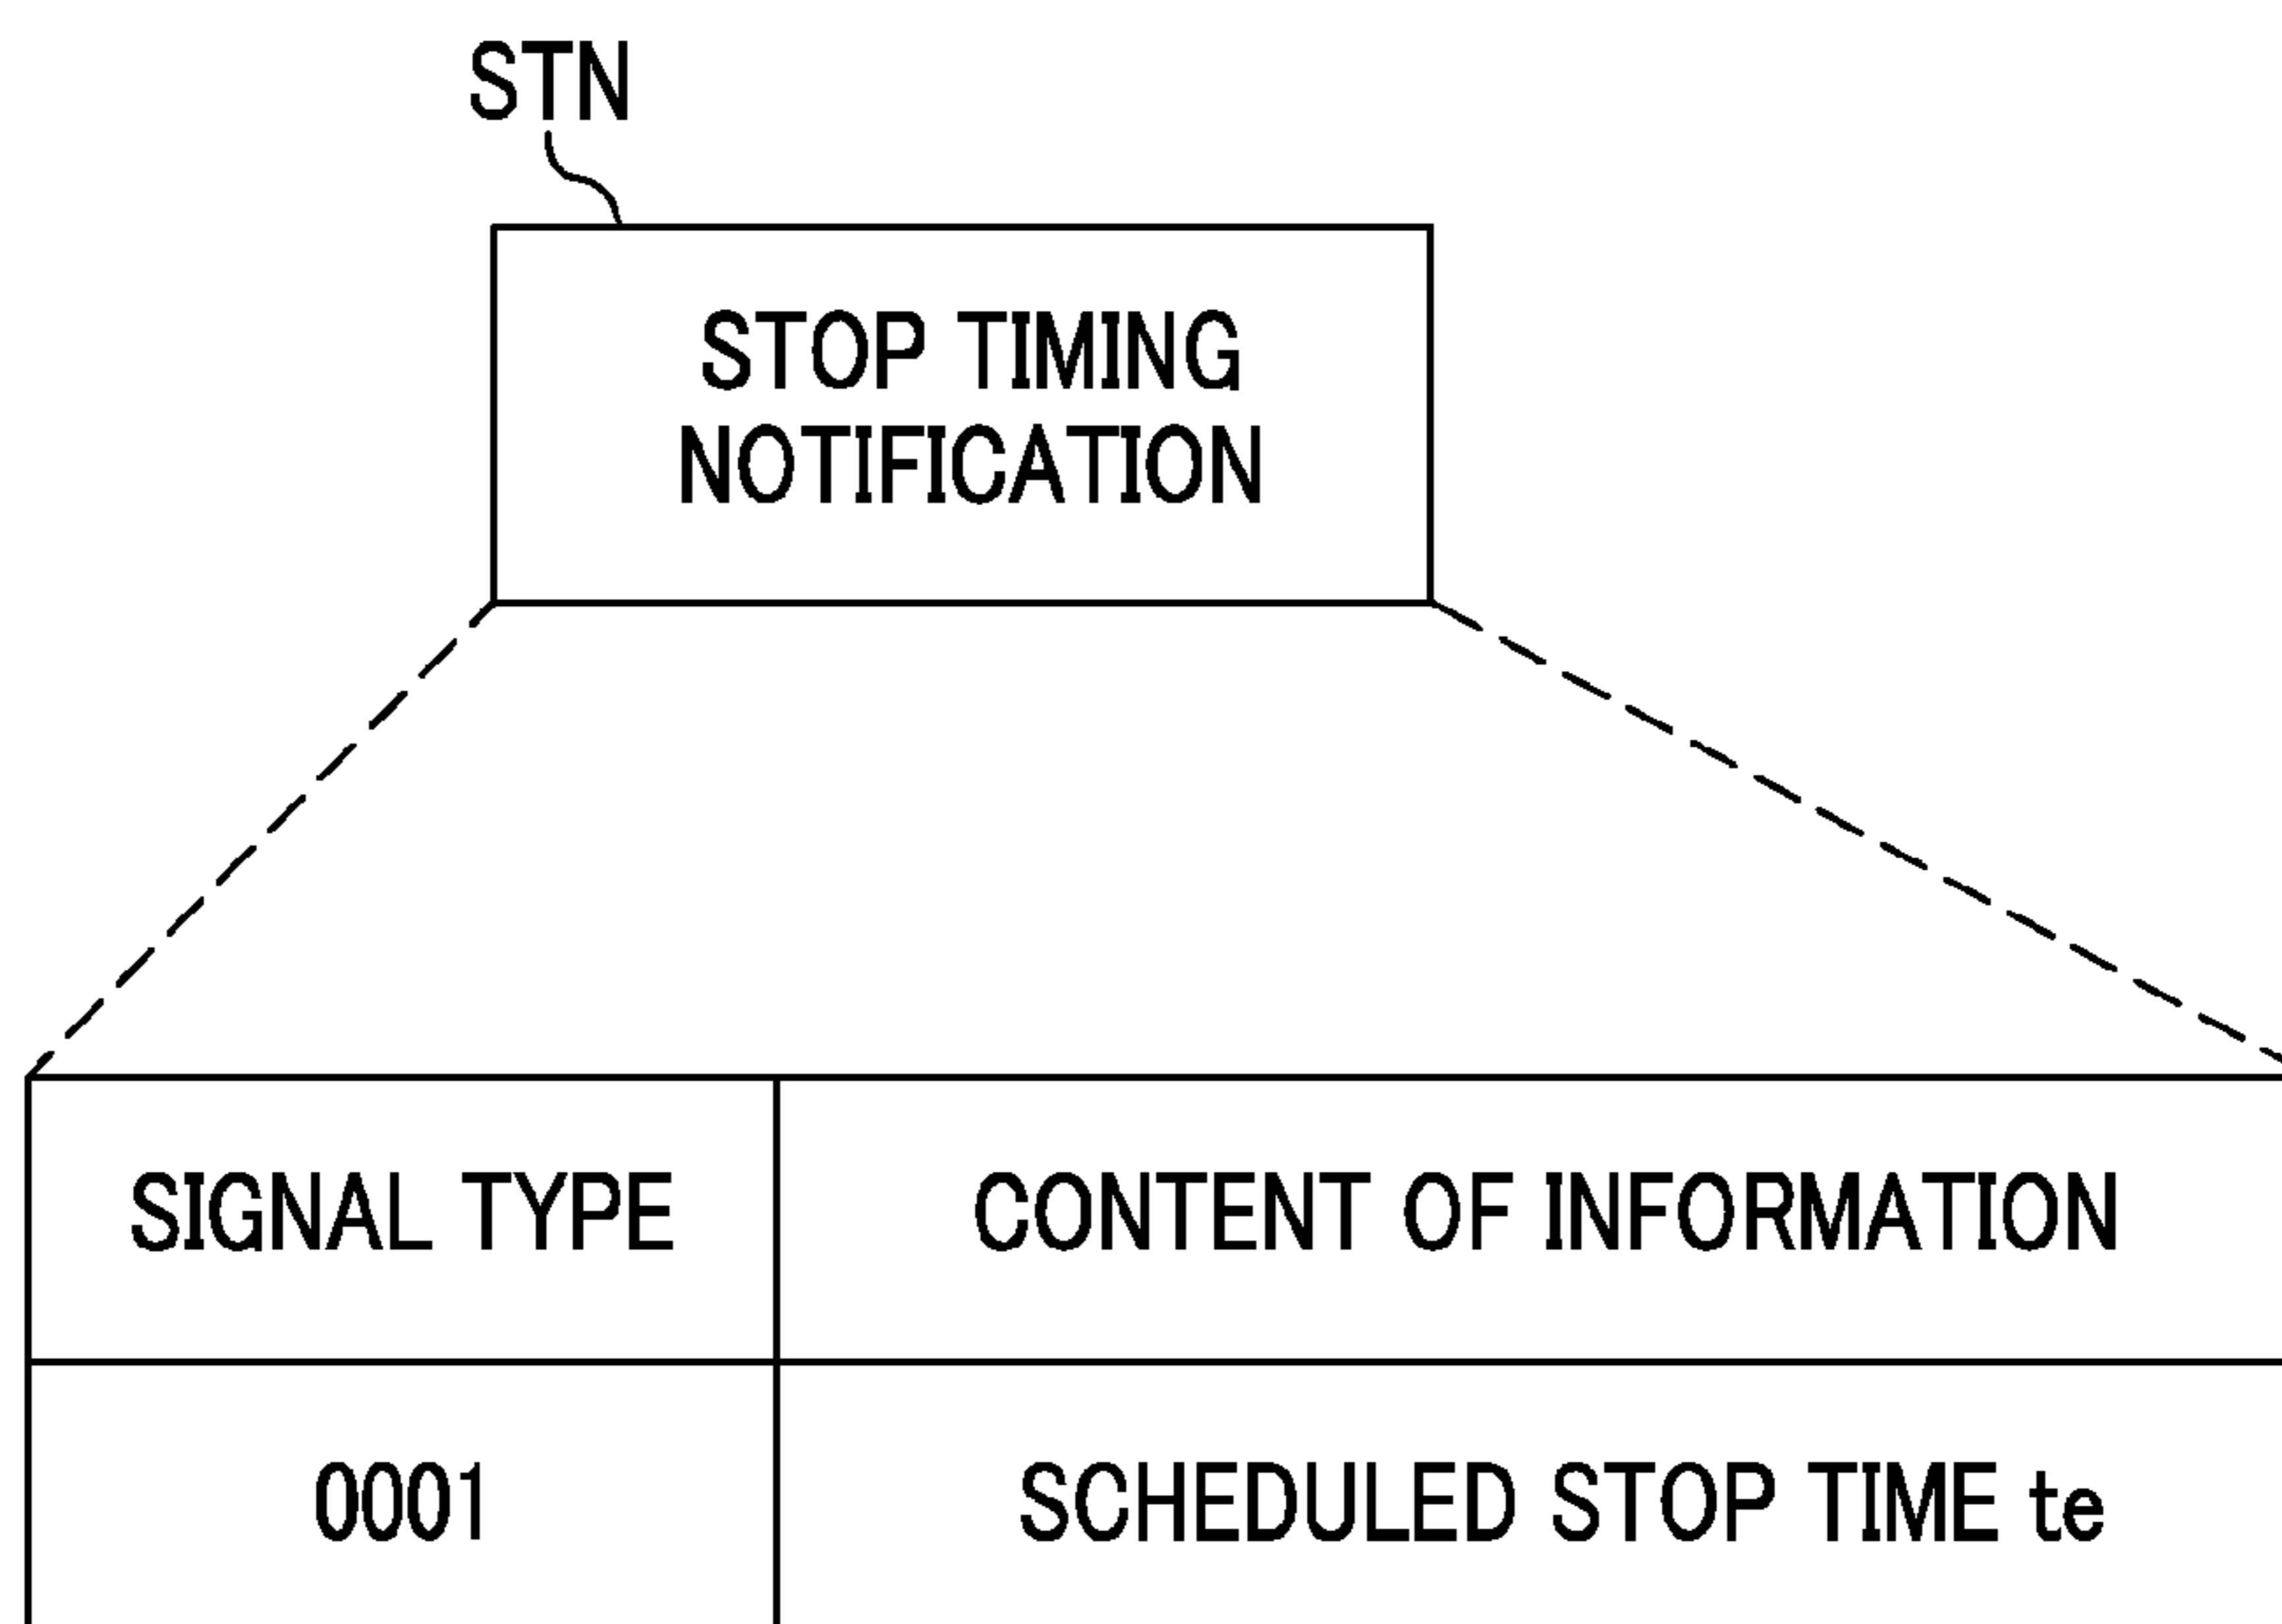 STN
STOP TIMING
NOTIFICATION
SIGNAL TYPE CONTENT OF INFORMATION
0001 SCHEDULED STOP TIME te